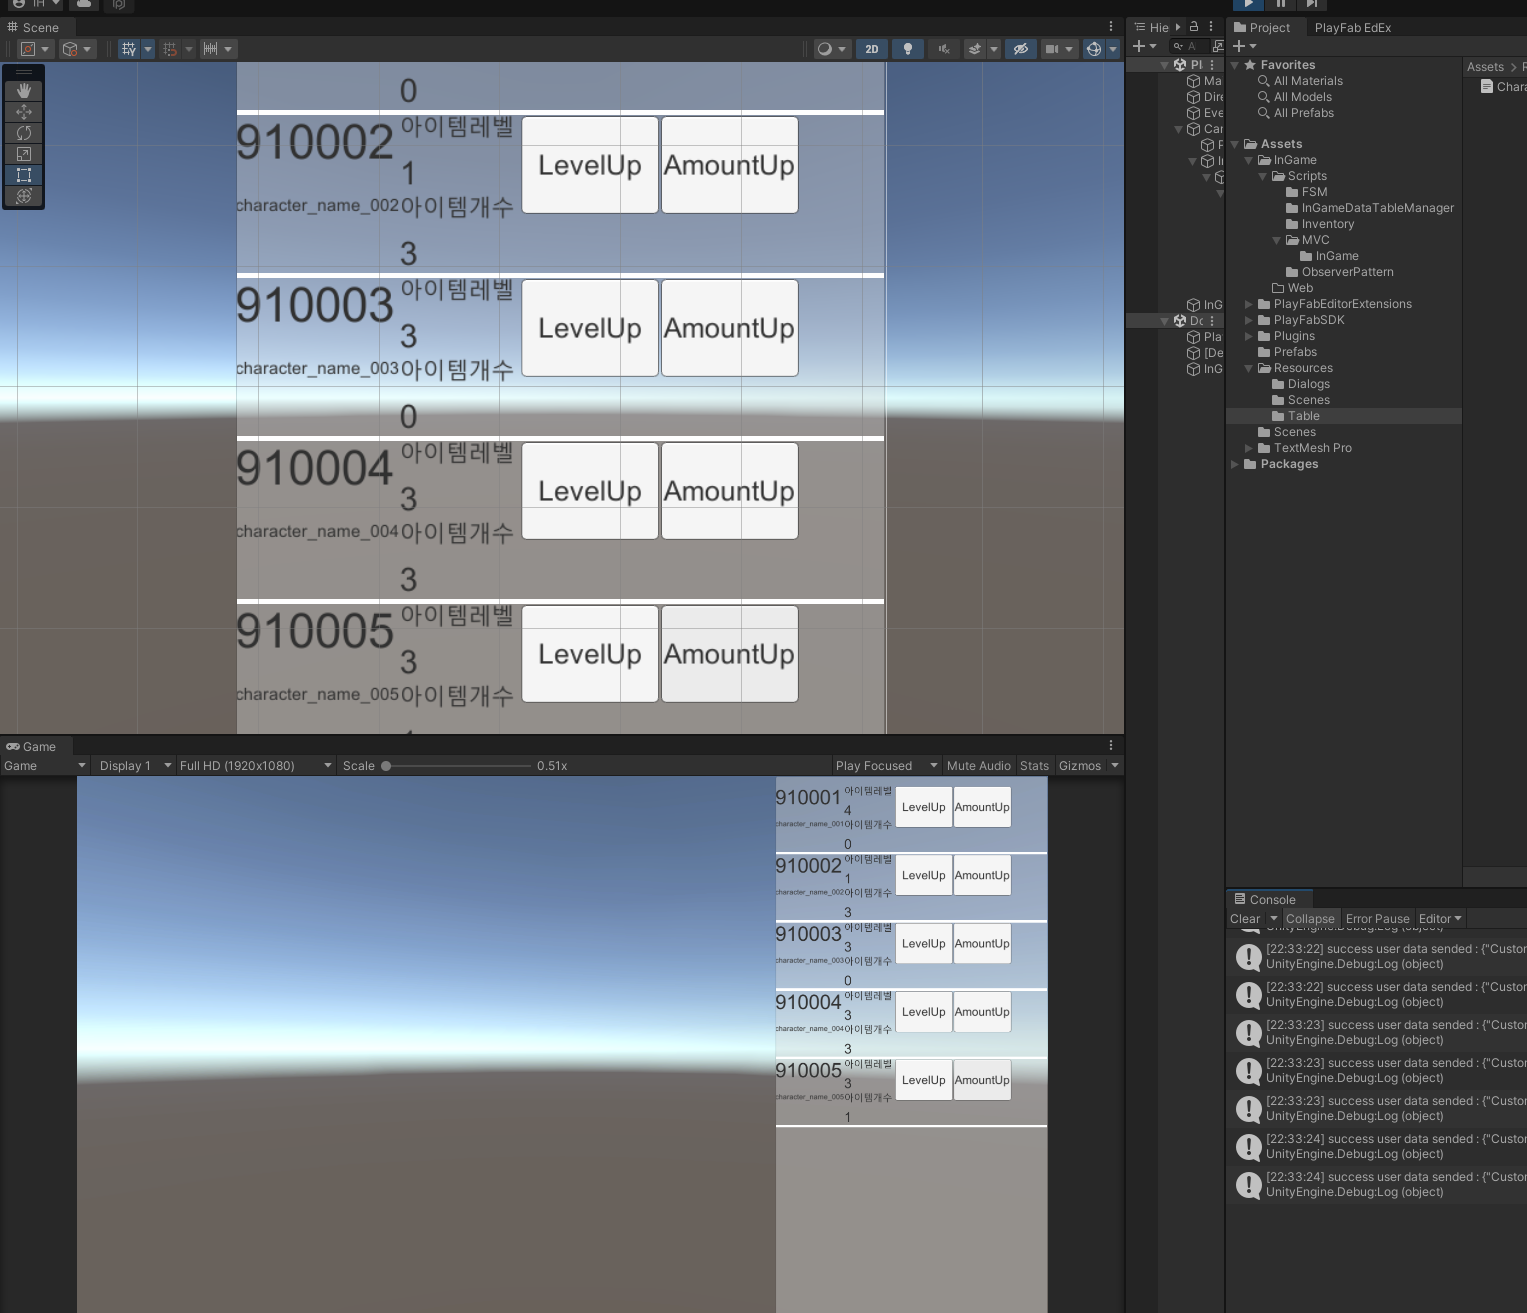 IH
Scene
2D
0
910002
아이템레벨
1
character_name_002
아이템개수
3
LevelUp
AmountUp
910003
아이템레벨
3
character_name_003
아이템개수
0
LevelUp
AmountUp
910004
아이템레벨
3
character_name_004
아이템개수
3
LevelUp
AmountUp
910005
아이템레벨
3
character_name_005
아이템개수
LevelUp
AmountUp
Game
Game
Display 1
Full HD (1920x1080)
Scale
0.51x
Play Focused
Mute Audio
Stats
Gizmos
910001
아이템레벨
4
character_name_001
아이템개수
0
LevelUp
AmountUp
910002
아이템레벨
1
character_name_002
아이템개수
3
LevelUp
AmountUp
910003
아이템레벨
3
character_name_003
아이템개수
0
LevelUp
AmountUp
910004
아이템레벨
3
character_name_004
아이템개수
3
LevelUp
AmountUp
910005
아이템레벨
3
character_name_005
아이템개수
1
LevelUp
AmountUp
Hie
Pl
Ma
Dire
Eve
Car
InG
Dc
Pla
[De
InG
Project
PlayFab EdEx
Favorites
All Materials
All Models
All Prefabs
Assets
InGame
Scripts
FSM
InGameDataTableManager
Inventory
MVC
InGame
ObserverPattern
Web
PlayFabEditorExtensions
PlayFabSDK
Plugins
Prefabs
Resources
Dialogs
Scenes
Table
Scenes
TextMesh Pro
Packages
Assets > R
Chara
Console
Clear
Collapse
Error Pause
Editor
UnityEngine.Debug:Log (object)
[22:33:22] success user data sended : {"Custor
UnityEngine.Debug:Log (object)
[22:33:22] success user data sended : {"Custor
UnityEngine.Debug:Log (object)
[22:33:23] success user data sended : {"Custor
UnityEngine.Debug:Log (object)
[22:33:23] success user data sended : {"Custor
UnityEngine.Debug:Log (object)
[22:33:23] success user data sended : {"Custor
UnityEngine.Debug:Log (object)
[22:33:24] success user data sended : {"Custor
UnityEngine.Debug:Log (object)
[22:33:24] success user data sended : {"Custor
UnityEngine.Debug:Log (object)